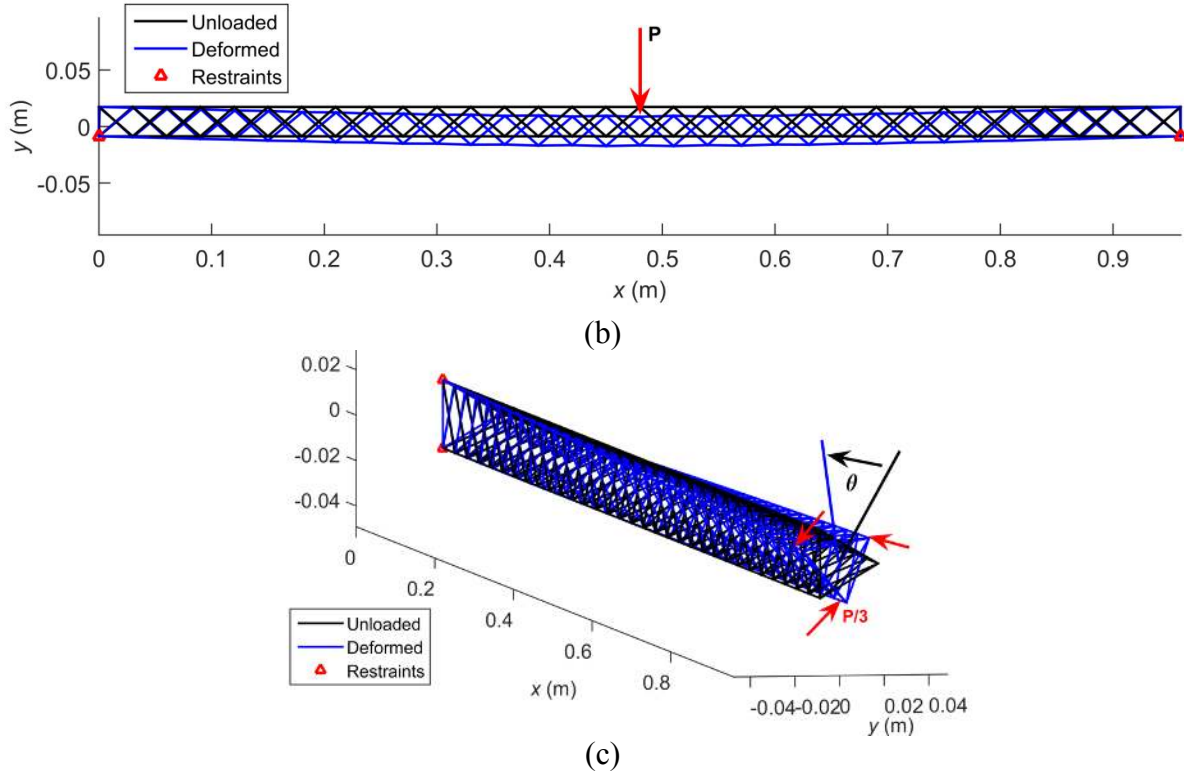 Unloaded
Deformed
Restraints
P
0.05
0
-0.05
y (m)
0 0.1 0.2 0.3 0.4 0.5 0.6 0.7 0.8 0.9
x (m)
(b)
0.02
0
-0.02
-0.04
θ
0
0.2
0.4
0.6
0.8
P/3
Unloaded
Deformed
Restraints
x (m)
-0.04-0.020 0.02 0.04
y (m)
(c)